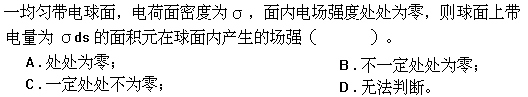 一均匀带电球面，电荷面密度为σ，面内电场强度处处为零，则球面上带
电量为 σds 的面积元在球面内产生的场强（　　）。
A．处处为零；　　B．不一定处处为零；
C．一定处处不为零；　　D．无法判断。